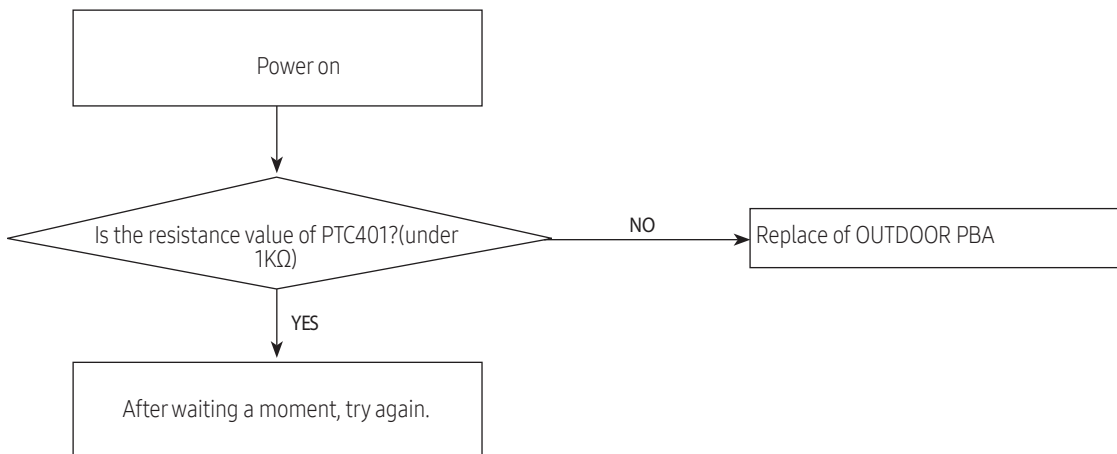 Power on
Is the resistance value of PTC401?(under
1KΩ)
NO
Replace of OUTDOOR PBA
YES
After waiting a moment, try again.